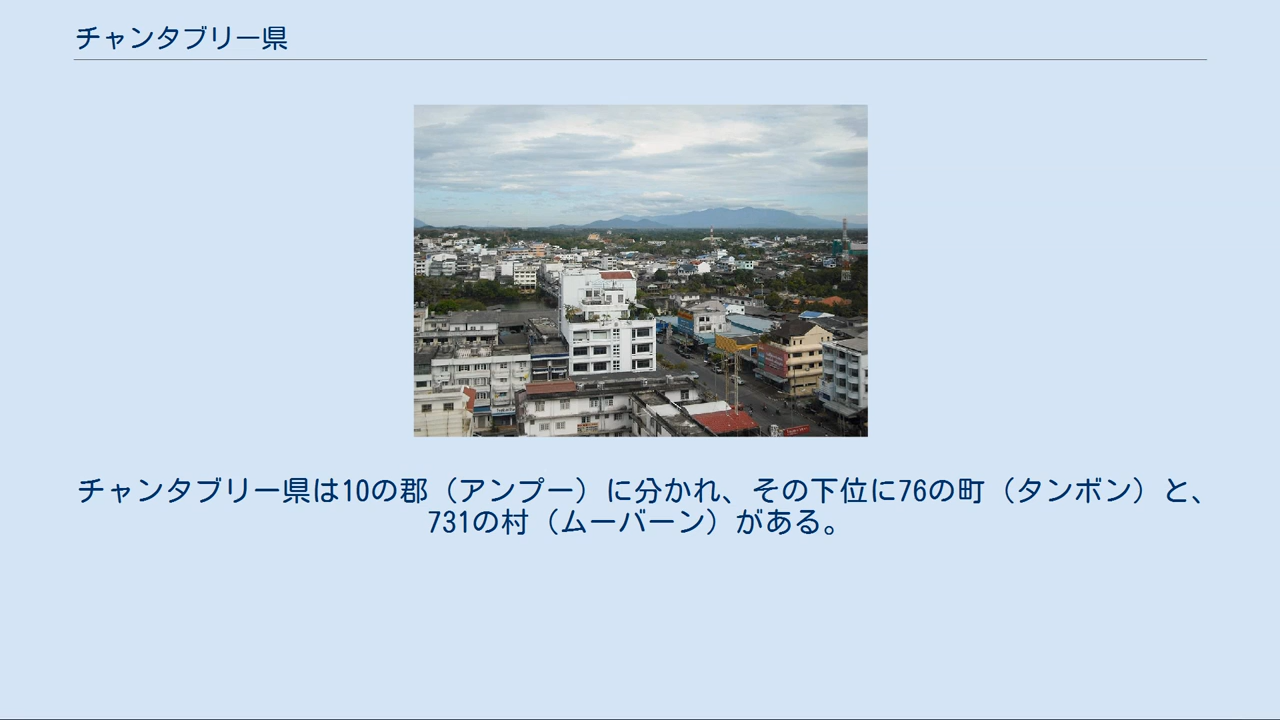 チャンタブリー県
チャンタブリー県は10の郡（アンプー）に分かれ、その下位に76の町（タンボン）と、
731の村（ムーバーン）がある。